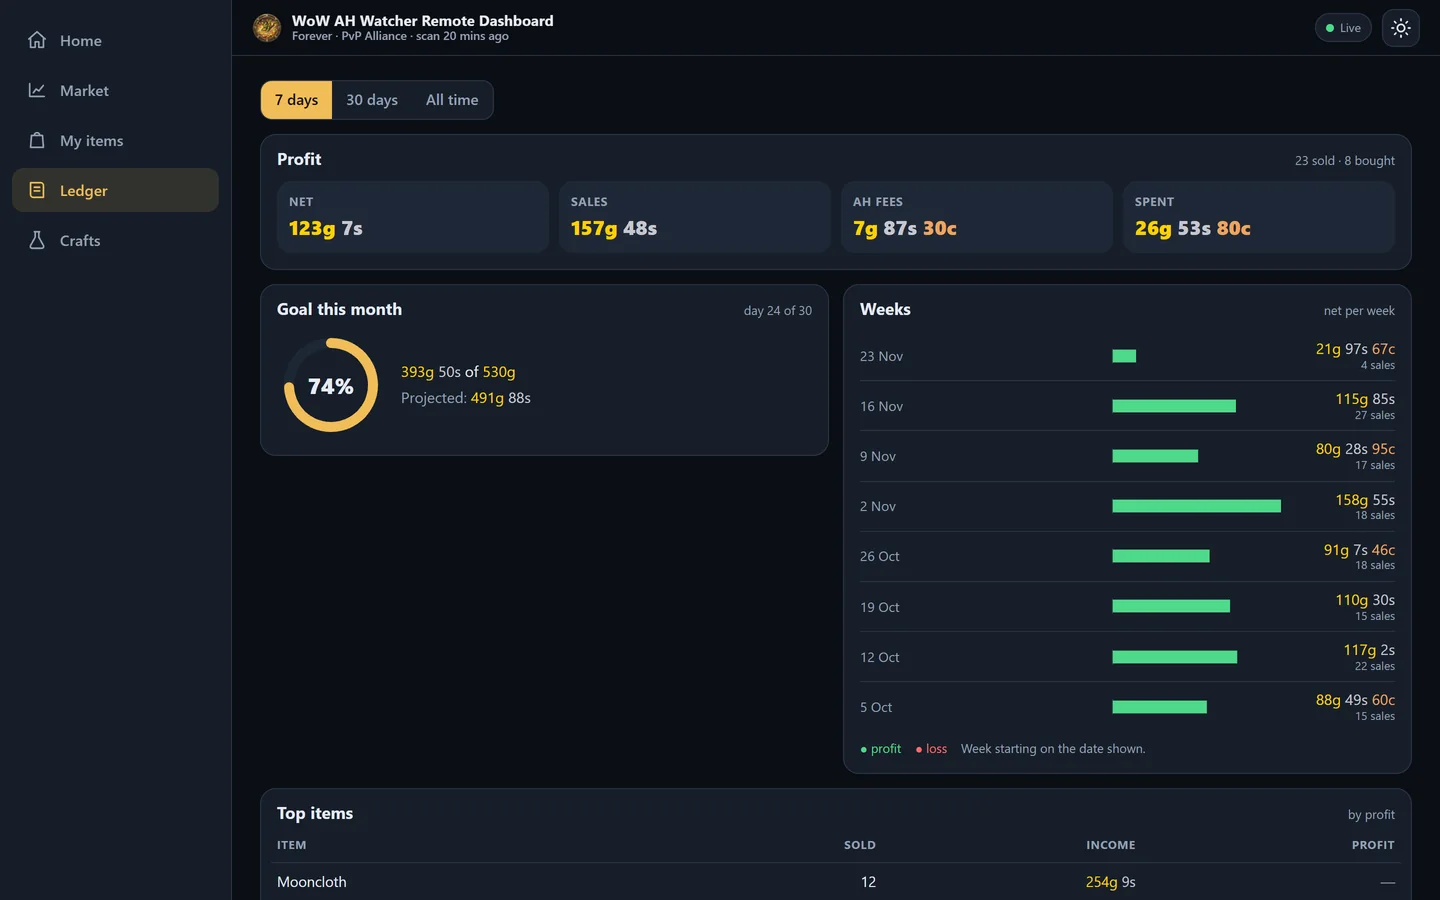 Home
Market
My items
Ledger
Crafts
WoW AH Watcher Remote Dashboard
Forever · PvP Alliance · scan 20 mins ago
Live
7 days 30 days All time
Profit
23 sold · 8 bought
NET
123g 7s
SALES
157g 48s
AH FEES
7g 87s 30c
SPENT
26g 53s 80c
Goal this month
day 24 of 30
74%
393g 50s of 530g
Projected: 491g 88s
Weeks
net per week
23 Nov
21g 97s 67c
4 sales
16 Nov
115g 85s
27 sales
9 Nov
80g 28s 95c
17 sales
2 Nov
158g 55s
18 sales
26 Oct
91g 7s 46c
18 sales
19 Oct
110g 30s
15 sales
12 Oct
117g 2s
22 sales
5 Oct
88g 49s 60c
15 sales
profit loss Week starting on the date shown.
Top items
by profit
ITEM SOLD INCOME PROFIT
Mooncloth 12 254g 9s —